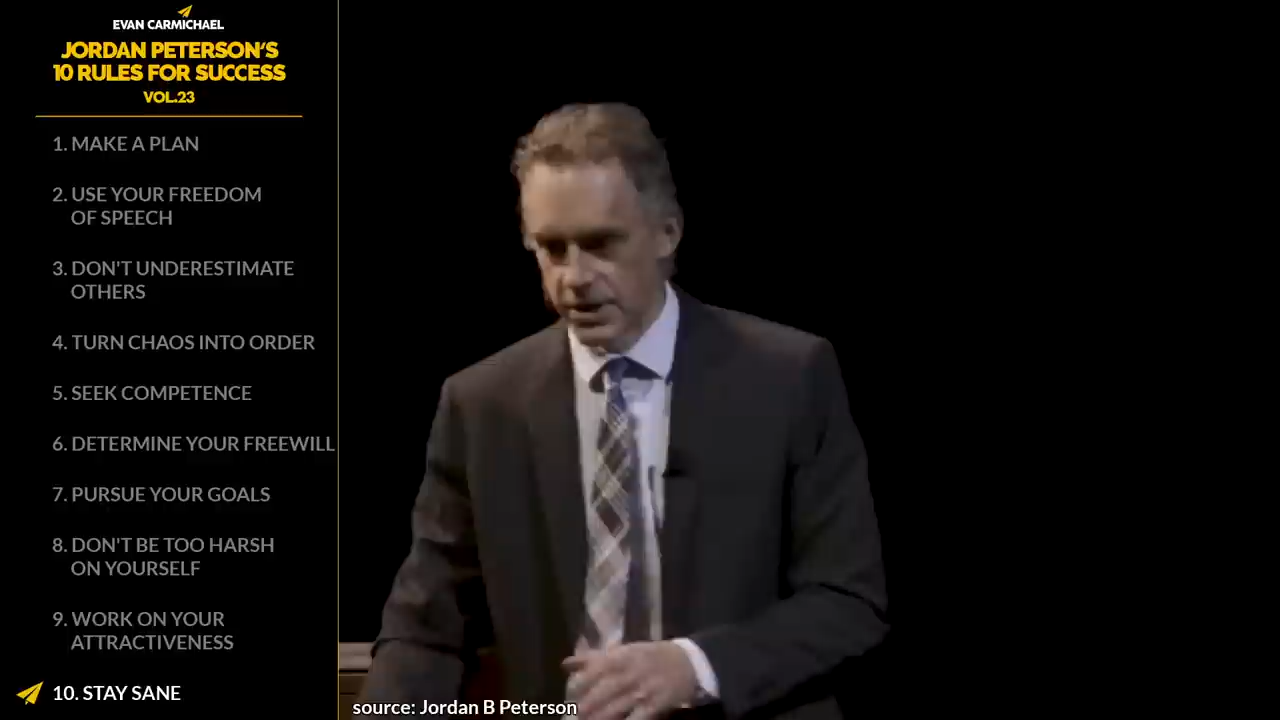 EVAN CARMICHAEL
JORDAN PETERSON'S
10 RULES FOR SUCCESS
VOL.23
1. MAKE A PLAN
2. USE YOUR FREEDOM
OF SPEECH
3. DON'T UNDERESTIMATE
OTHERS
4. TURN CHAOS INTO ORDER
5. SEEK COMPETENCE
6. DETERMINE YOUR FREEWILL
7. PURSUE YOUR GOALS
8. DON'T BE TOO HARSH
ON YOURSELF
9. WORK ON YOUR
ATTRACTIVENESS
10. STAY SANE
source: Jordan B Peterson